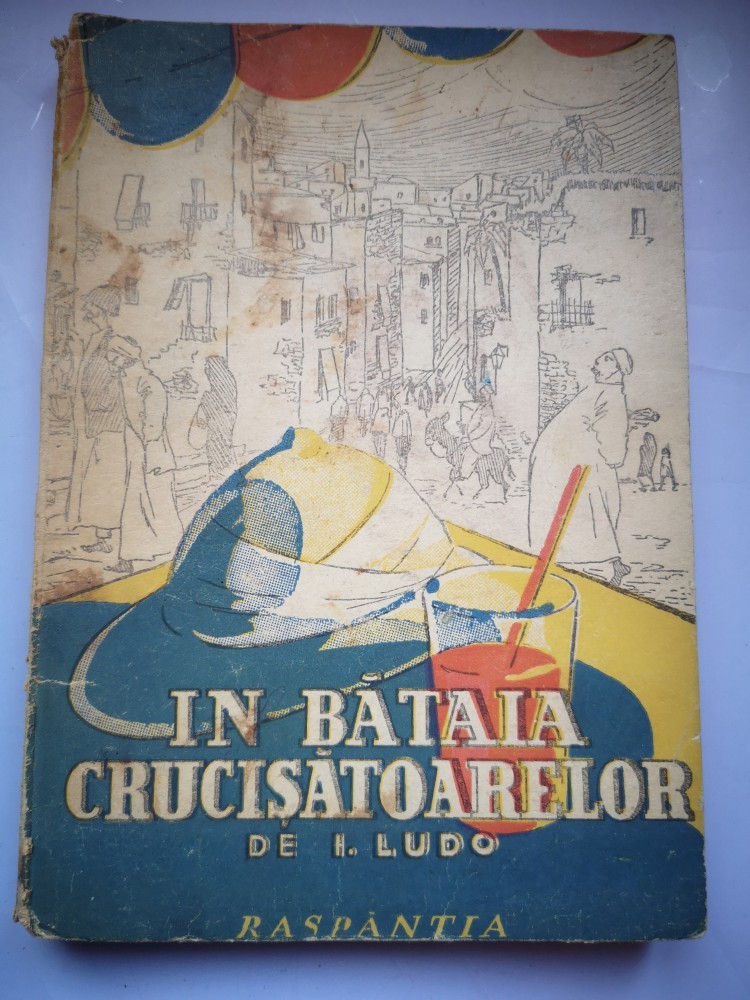 IN BĂTAIA
CRUCIȘĂTOARELOR
DE I. LUDO
RASPÂNTIA